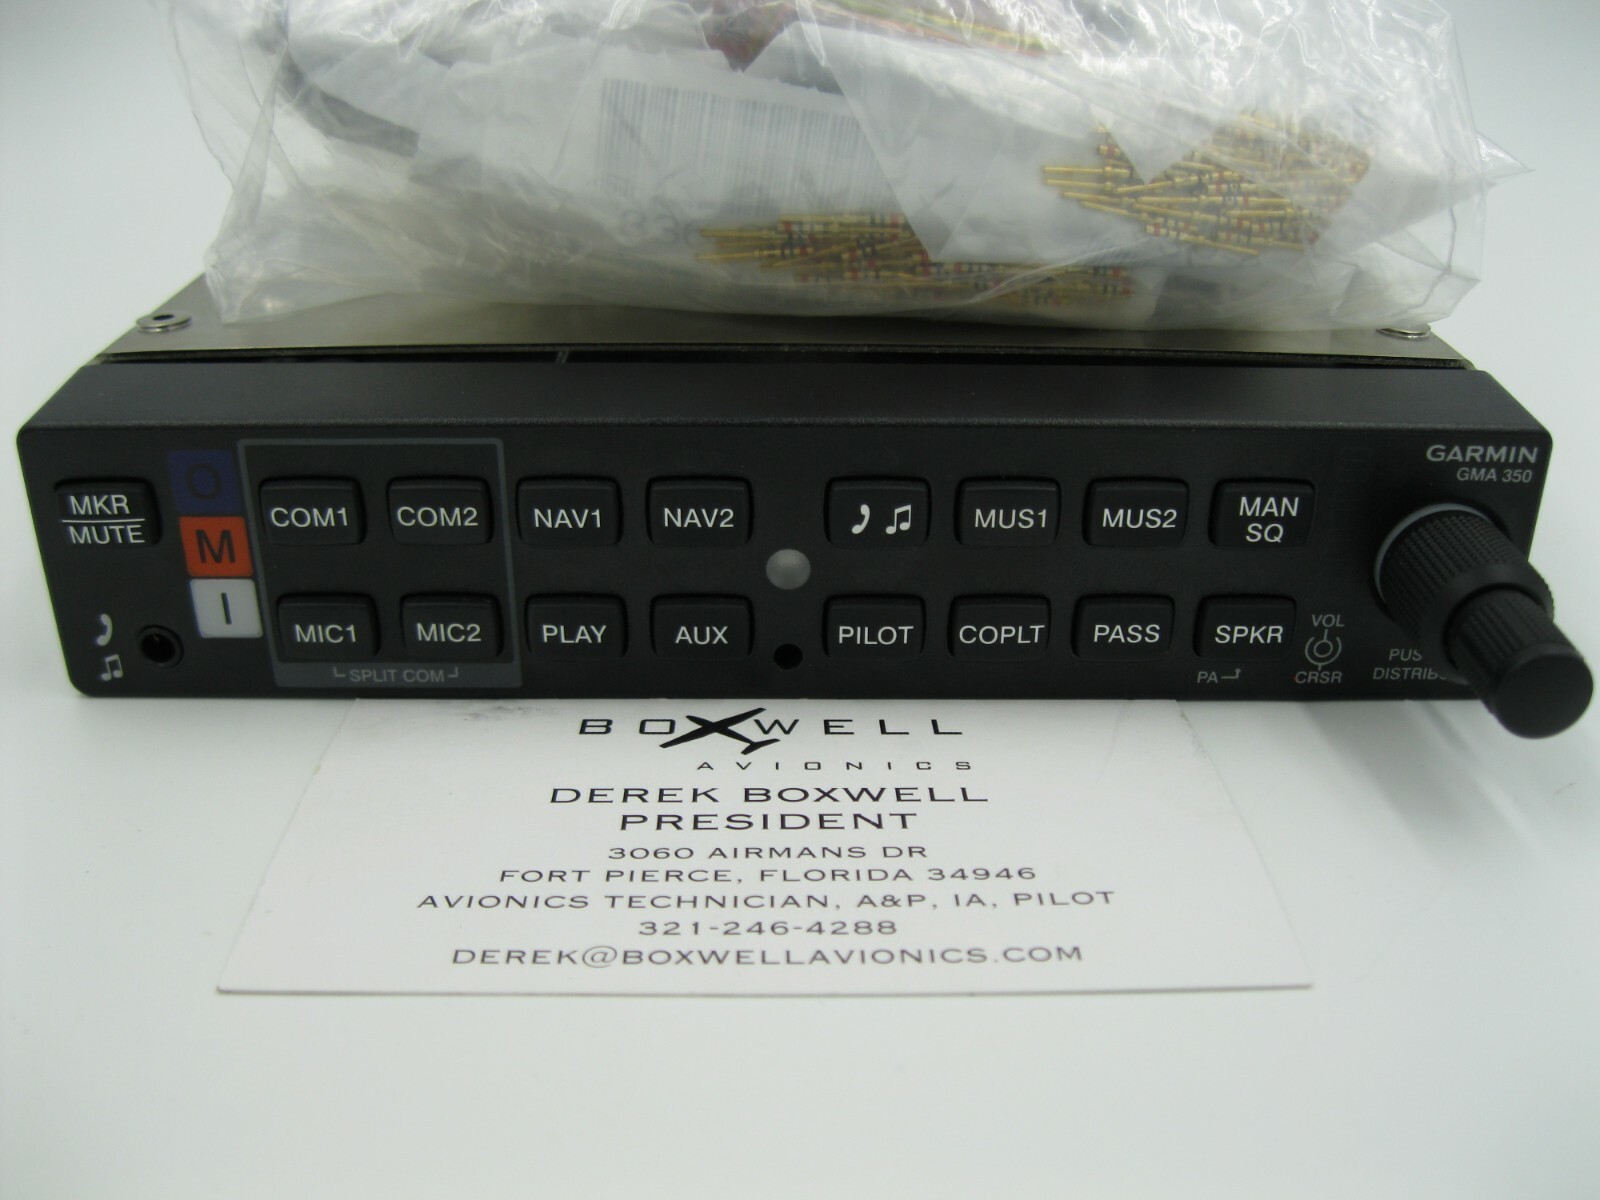 GARMIN
GMA 350
MKR
MUTE
O
M
I
COM1
COM2
NAV1
NAV2
MUS1
MUS2
MAN
SQ
MIC1
MIC2
PLAY
AUX
PILOT
COPLT
PASS
SPKR
SPLIT COM
PA
VOL
CRSR
BOXWELL
AVIONICS
DEREK BOXWELL
PRESIDENT
3060 AIRMANS DR
FORT PIERCE, FLORIDA 34946
AVIONICS TECHNICIAN, A&P, IA, PILOT
321-246-4288
DEREK@BOXWELLAVIONICS.COM